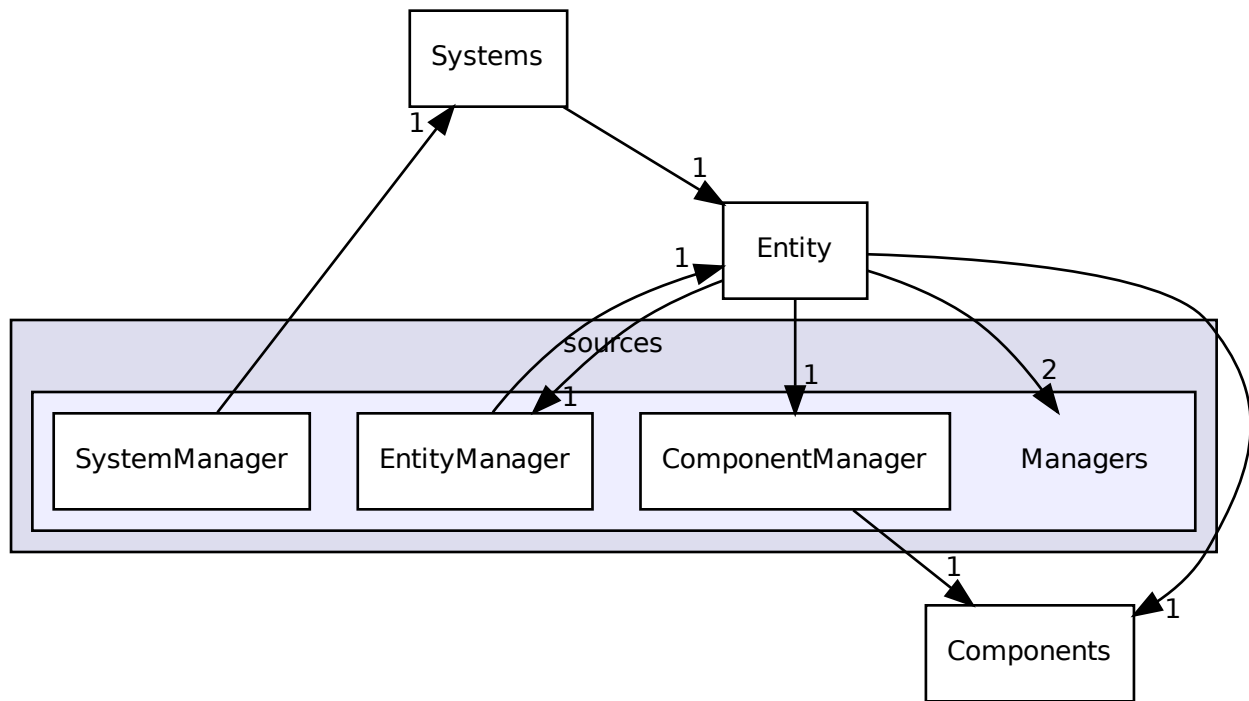 Systems
1
1
Entity
1
sources
1
1
2
SystemManager
EntityManager
ComponentManager
Managers
1
1
Components